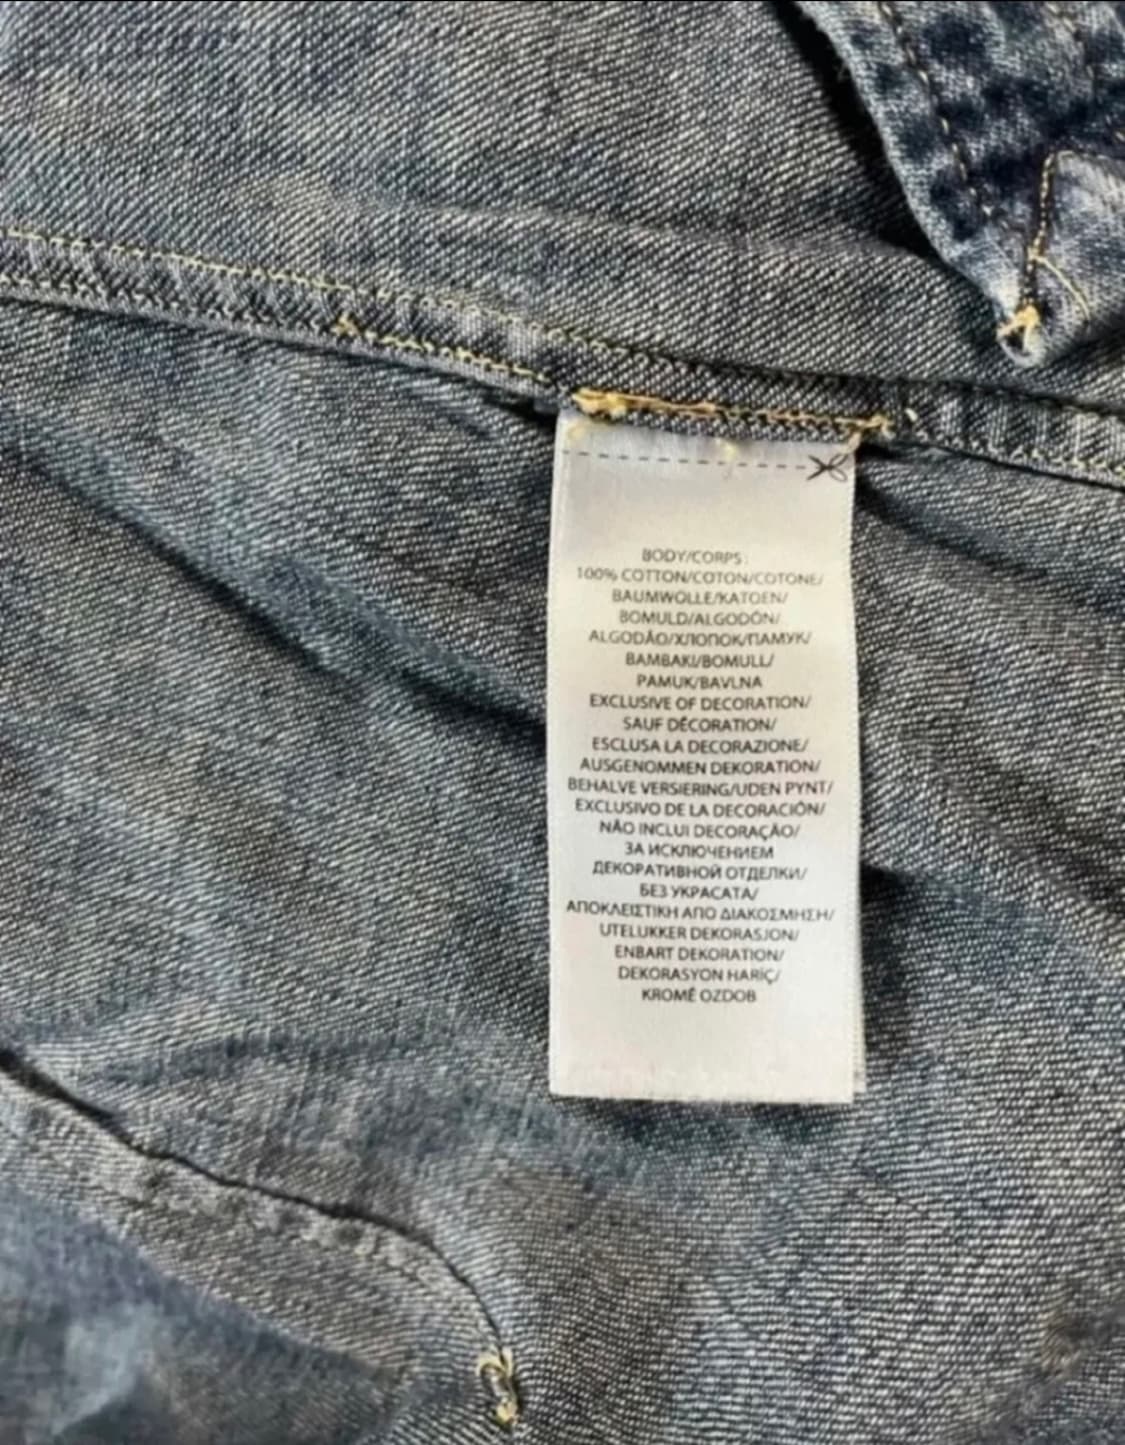 BODY/CORPS:
100% COTTON/COTON/COTONE/
BAUMWOLLE/KATOEN/
BOMULD/ALGODÓN/
ALGODÃO/ХЛОПОК/ПАМУК/
BAMBAKI/BOMULL/
PAMUK/BAVLNA
EXCLUSIVE OF DECORATION/
SAUF DÉCORATION/
ESCLUSA LA DECORAZIONE/
AUSGENOMMEN DEKORATION/
BEHALVE VERSIERING/UDEN PYNT/
EXCLUSIVO DE LA DECORACIÓN/
NÃO INCLUI DECORAÇÃO/
ЗА ИСКЛЮЧЕНИЕМ
ДЕКОРАТИВНОЙ ОТДЕЛКИ/
БЕЗ УКРАСАТА/
ΑΠΟΚΛΕΙΣΤΙΚΗ ΑΠΟ ΔΙΑΚΟΣΜΗΣΗ/
UTELUKKER DEKORASJON/
ENBART DEKORATION/
DEKORASYON HARİÇ/
KROMĚ OZDOB